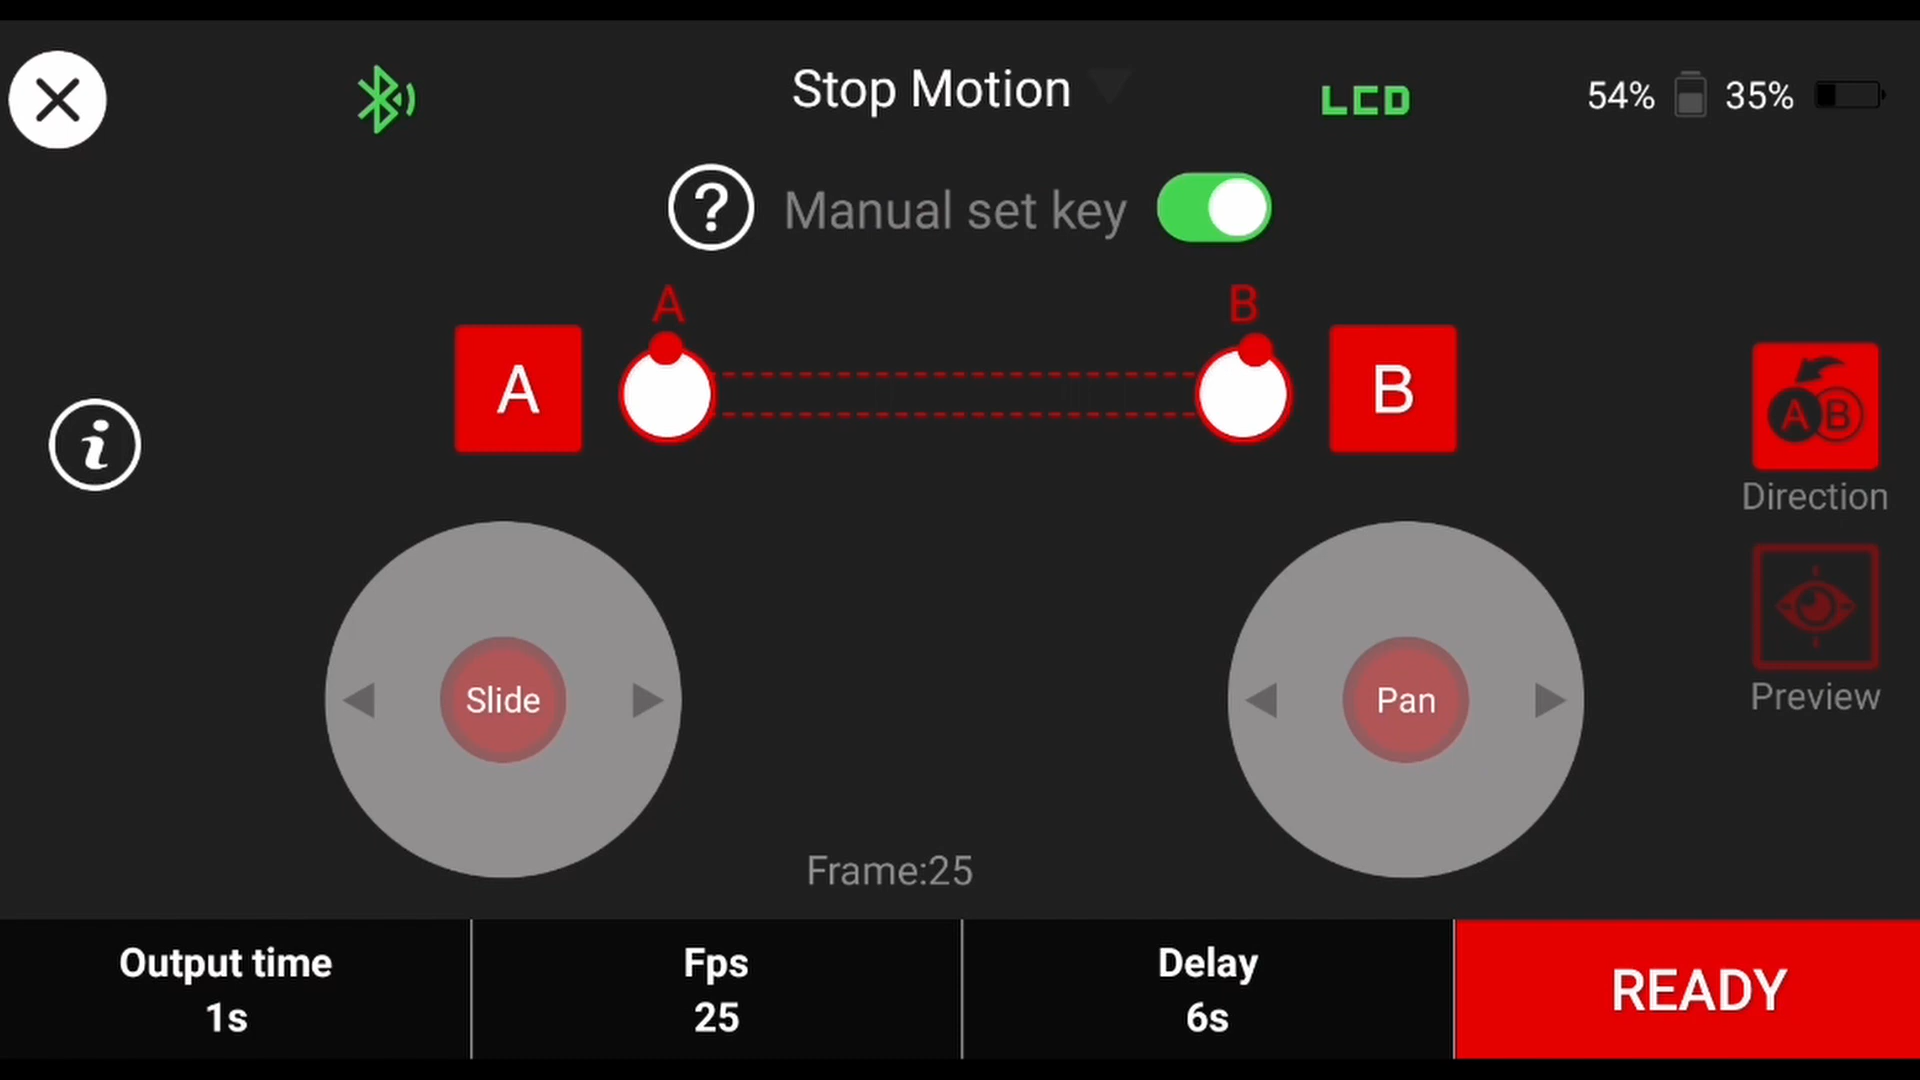 Stop Motion
LCD
54%
35%
? Manual set key
A
B
A
B
A B
Direction
i
Slide
Pan
Preview
Frame:25
Output time
1s
Fps
25
Delay
6s
READY